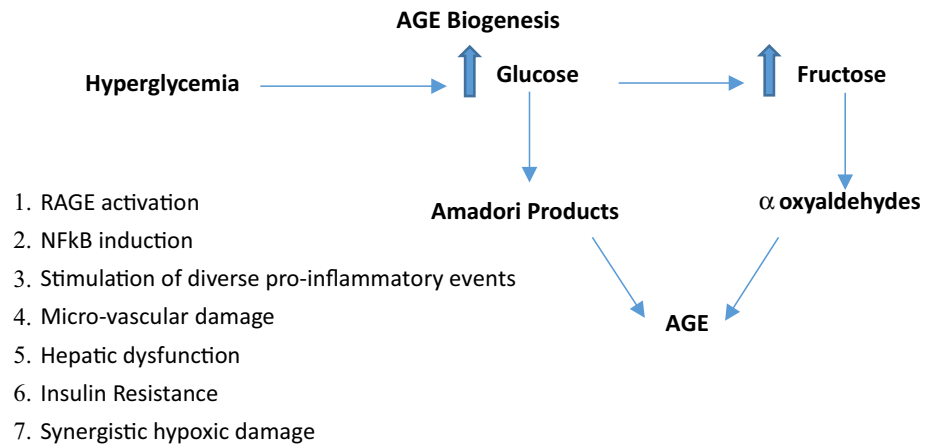 AGE Biogenesis
Hyperglycemia
Glucose
Fructose
Amadori Products
α oxyaldehydes
AGE
1. RAGE activation
2. NFkB induction
3. Stimulation of diverse pro-inflammatory events
4. Micro-vascular damage
5. Hepatic dysfunction
6. Insulin Resistance
7. Synergistic hypoxic damage